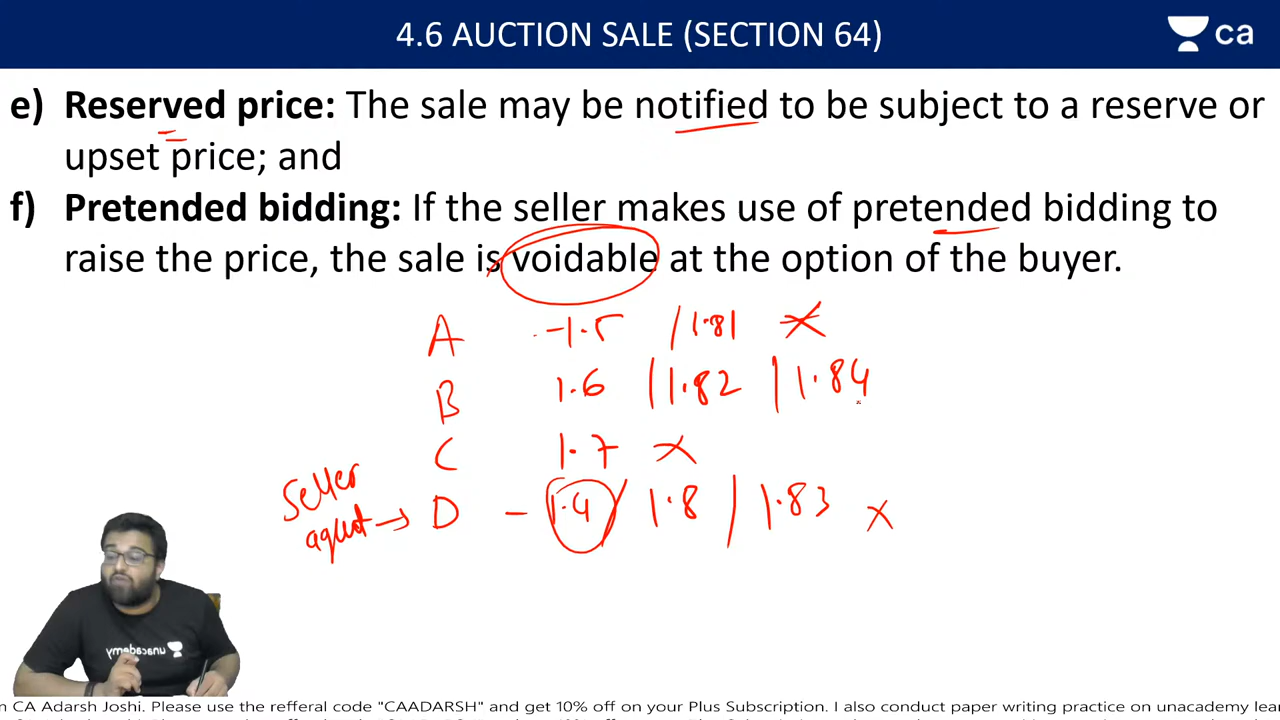 4.6 AUCTION SALE (SECTION 64)
ca
e) Reserved price: The sale may be notified to be subject to a reserve or
upset price; and
f) Pretended bidding: If the seller makes use of pretended bidding to
raise the price, the sale is voidable at the option of the buyer.
A -1.5 /1.81 X
B 1.6 |1.82 |1.84
C 1.7 X
Seller
agent → D - 1.4 / 1.8 | 1.83 X
unacademy
n CA Adarsh Joshi. Please use the refferal code "CAADARSH" and get 10% off on your Plus Subscription. I also conduct paper writing practice on unacademy lea